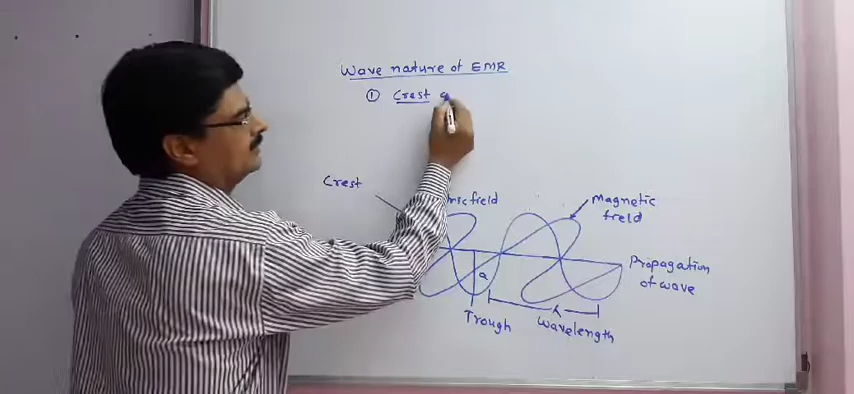 Wave nature of EMR
① Crest a
Crest
ric field
Magnetic
field
a
Propagation
of wave
λ
Trough
Wavelength